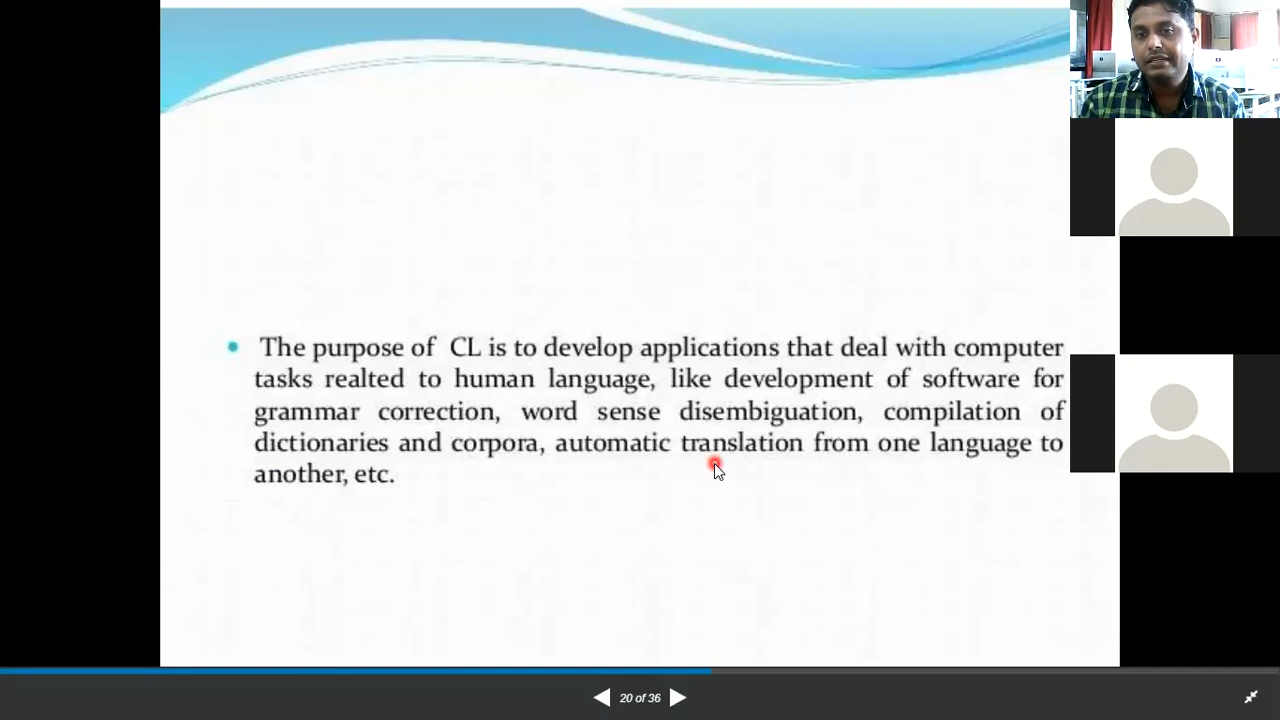 The purpose of CL is to develop applications that deal with computer
tasks realted to human language, like development of software for
grammar correction, word sense disembiguation, compilation of
dictionaries and corpora, automatic translation from one language to
another, etc.
20 of 36